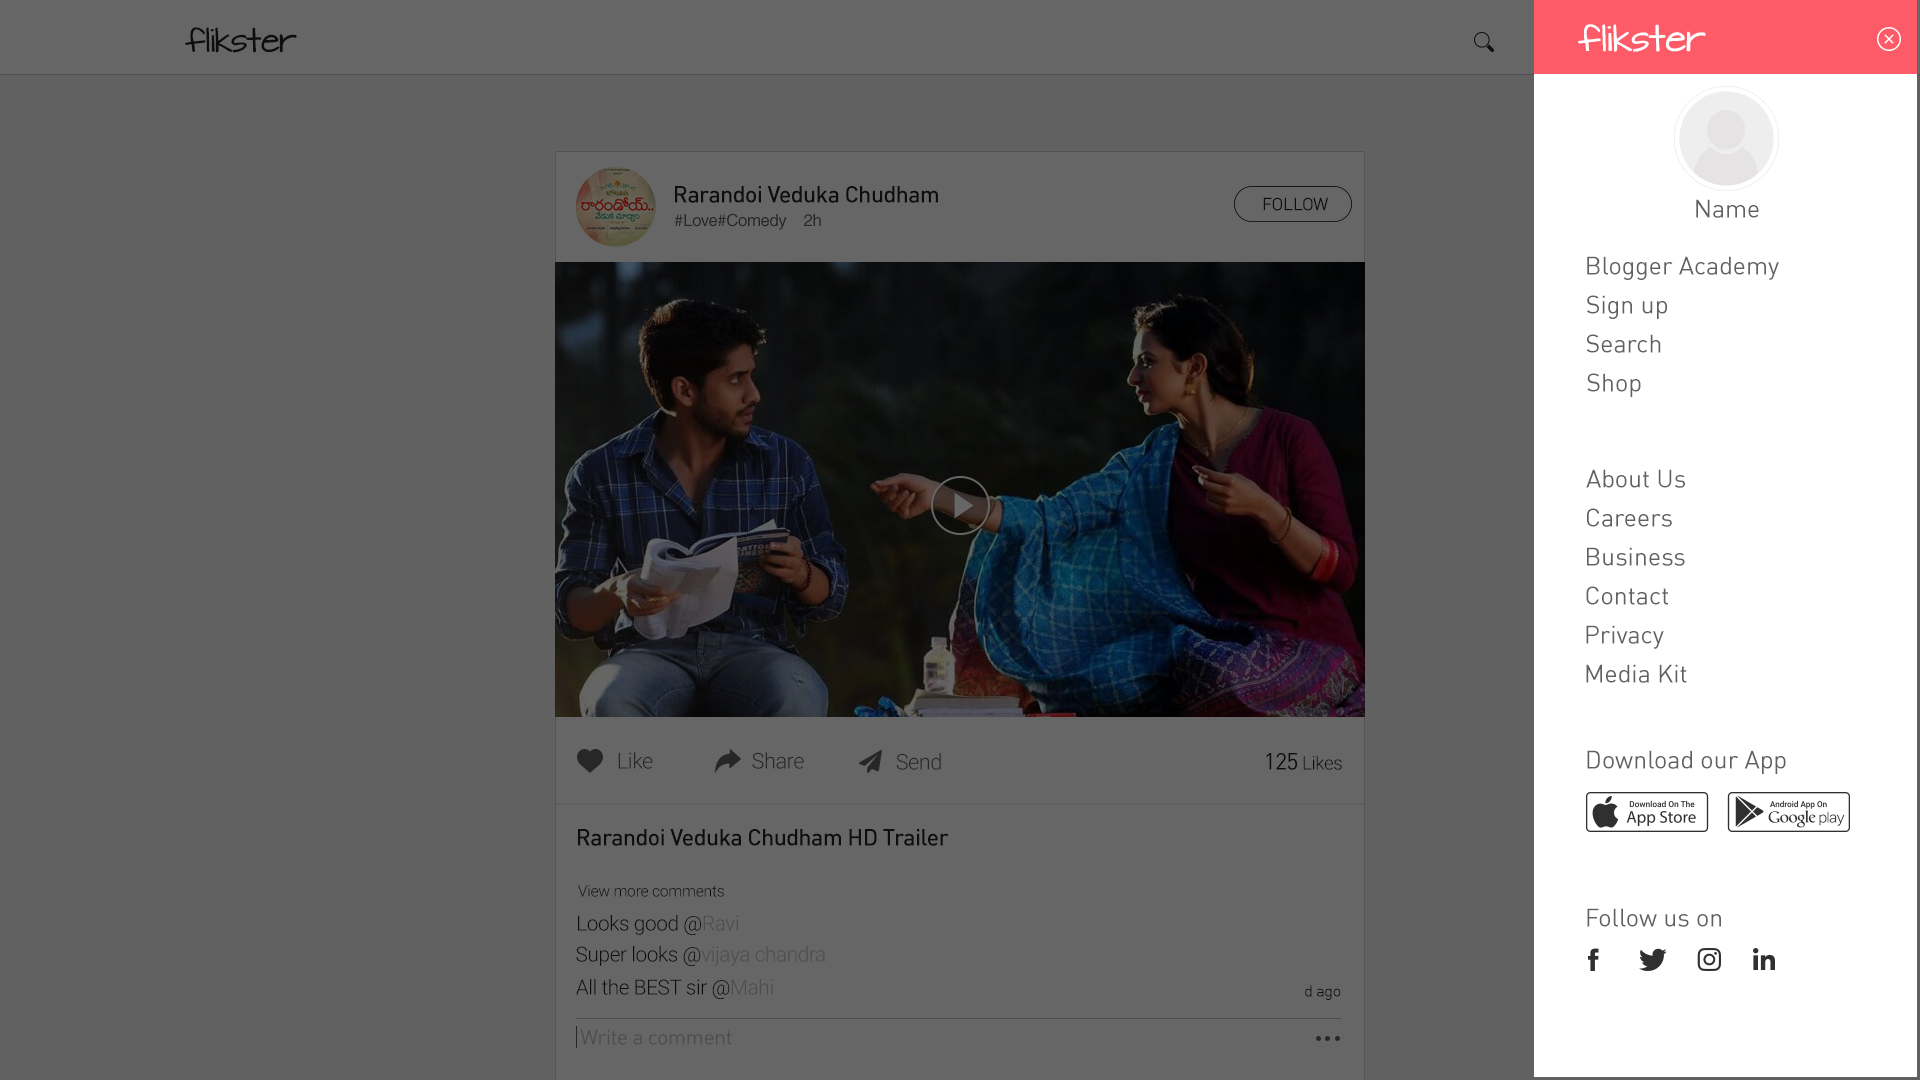 flikster
Rarandoi Veduka Chudham
#Love#Comedy 2h
FOLLOW
రారండోయ్..
వేడుక చూద్దాం
Like
Share
Send
125 Likes
Rarandoi Veduka Chudham HD Trailer
View more comments
Looks good @Ravi
Super looks @vijaya chandra
All the BEST sir @Mahi
d ago
Write a comment
flikster
Name
Blogger Academy
Sign up
Search
Shop
About Us
Careers
Business
Contact
Privacy
Media Kit
Download our App
Download On The
App Store
Android App On
Google play
Follow us on